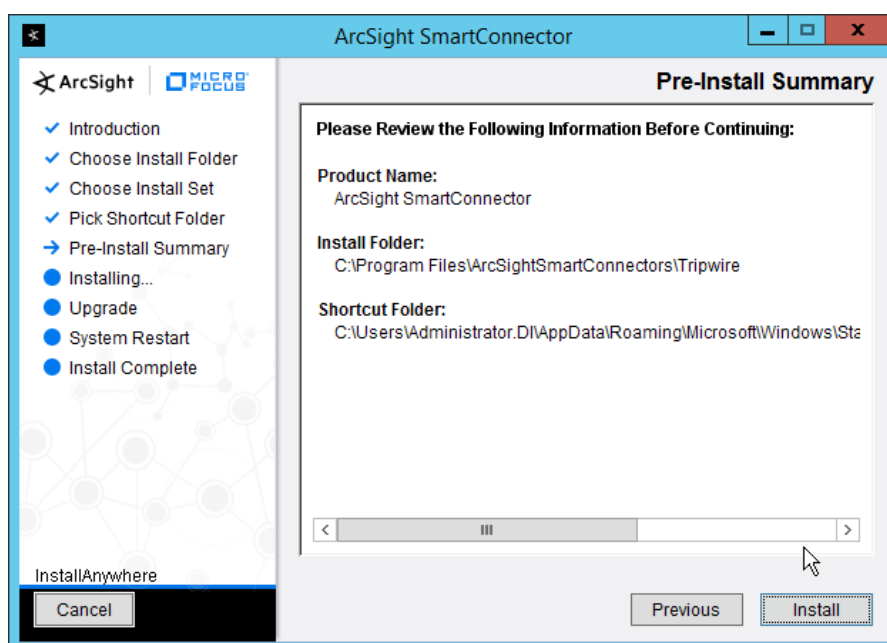 ArcSight SmartConnector
ArcSight
MICRO
FOCUS
Pre-Install Summary
Introduction
Choose Install Folder
Choose Install Set
Pick Shortcut Folder
Pre-Install Summary
Installing...
Upgrade
System Restart
Install Complete
Please Review the Following Information Before Continuing:
Product Name:
ArcSight SmartConnector
Install Folder:
C:\Program Files\ArcSightSmartConnectors\Tripwire
Shortcut Folder:
C:\Users\Administrator.DI\AppData\Roaming\Microsoft\Windows\Sta
InstallAnywhere
Cancel
Previous
Install